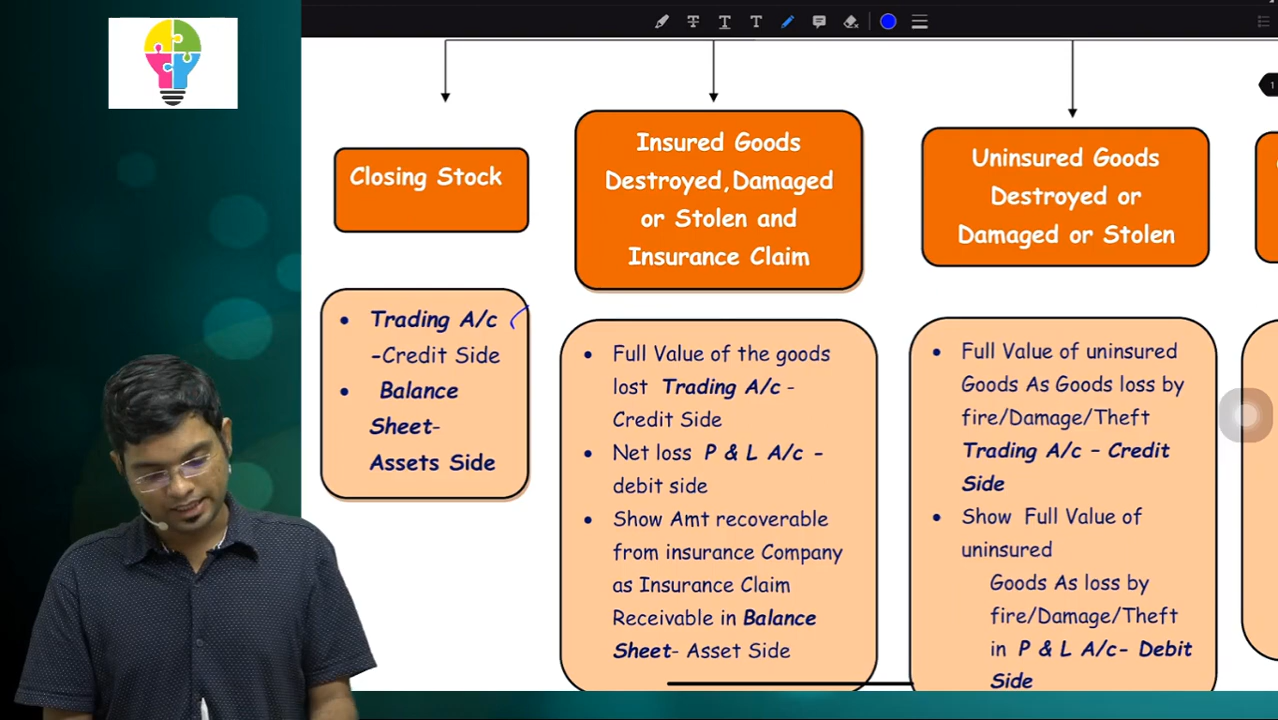 Closing Stock
Insured Goods
Destroyed,Damaged
or Stolen and
Insurance Claim
Uninsured Goods
Destroyed or
Damaged or Stolen
• Trading A/c
-Credit Side
• Balance
Sheet-
Assets Side
• Full Value of the goods
lost Trading A/c -
Credit Side
• Net loss P & L A/c -
debit side
• Show Amt recoverable
from insurance Company
as Insurance Claim
Receivable in Balance
Sheet- Asset Side
• Full Value of uninsured
Goods As Goods loss by
fire/Damage/Theft
Trading A/c - Credit
Side
• Show Full Value of
uninsured
Goods As loss by
fire/Damage/Theft
in P & L A/c- Debit
Side
T
T
T
1